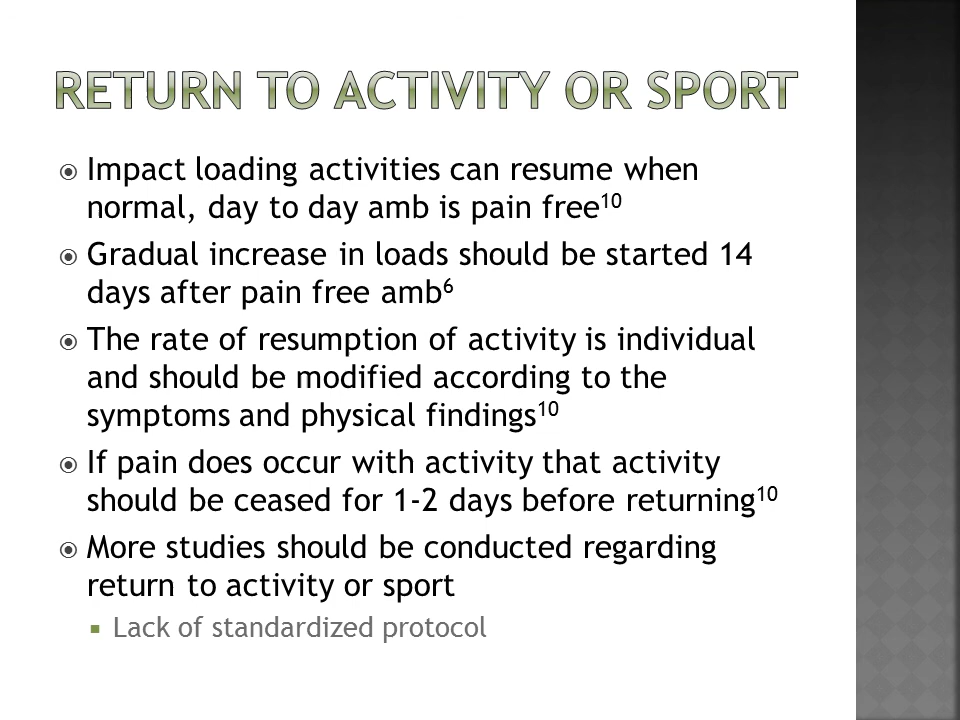 RETURN TO ACTIVITY OR SPORT
Impact loading activities can resume when
normal, day to day amb is pain free10
Gradual increase in loads should be started 14
days after pain free amb6
The rate of resumption of activity is individual
and should be modified according to the
symptoms and physical findings10
If pain does occur with activity that activity
should be ceased for 1-2 days before returning10
More studies should be conducted regarding
return to activity or sport
Lack of standardized protocol